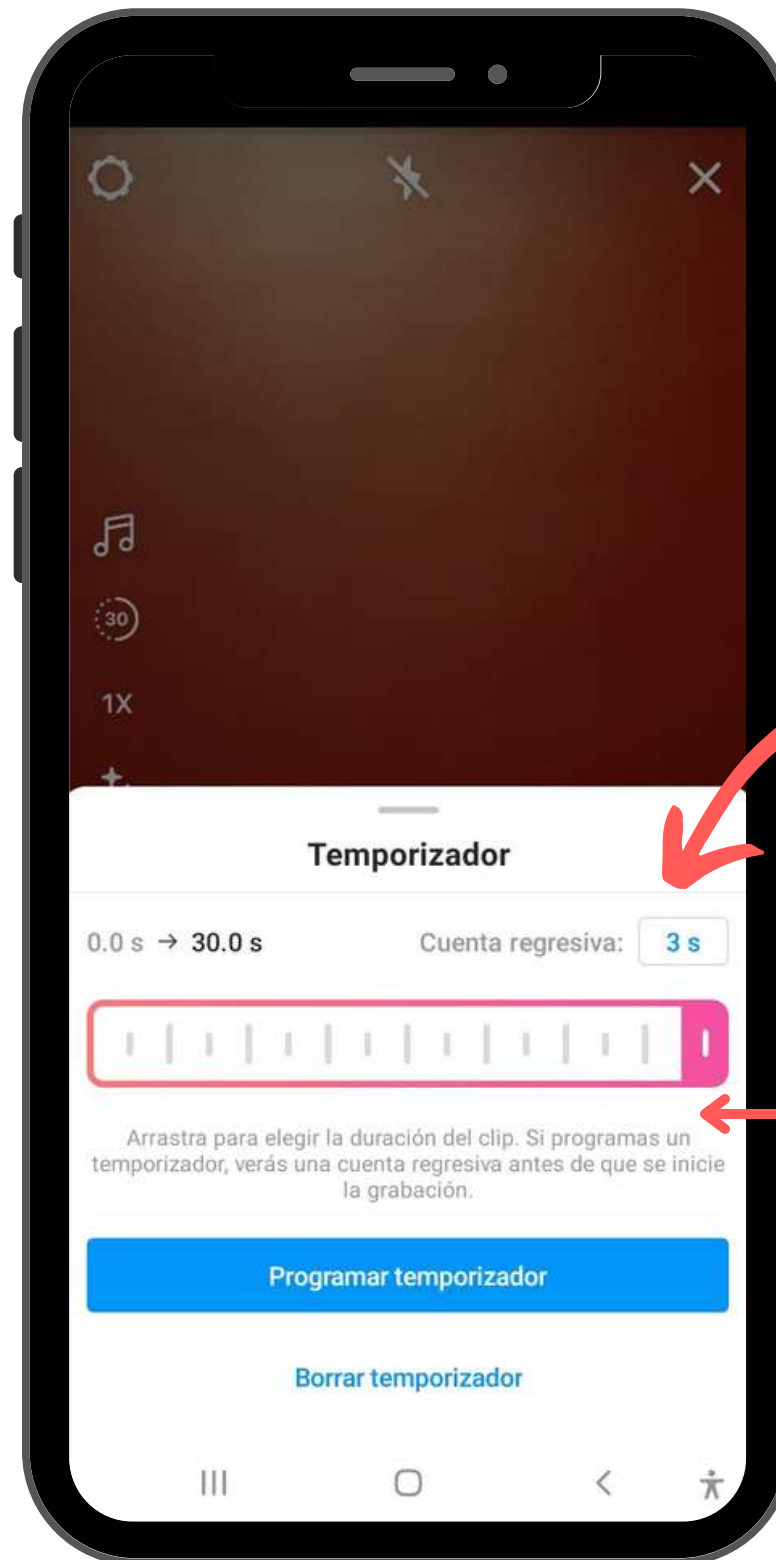 30
1X
Temporizador
0.0 s → 30.0 s Cuenta regresiva: 3 s
Arrastra para elegir la duración del clip. Si programas un
temporizador, verás una cuenta regresiva antes de que se inicie
la grabación.
Programar temporizador
Borrar temporizador